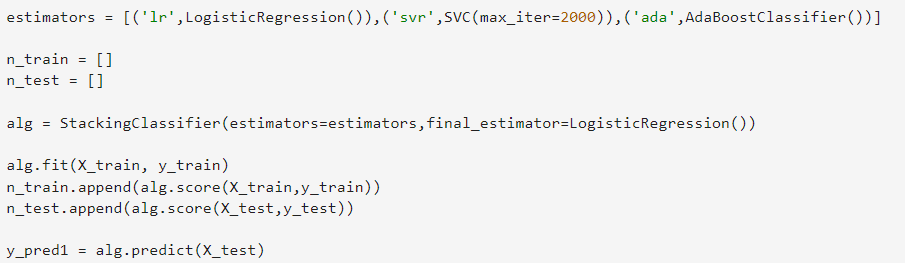 estimators = [('lr',LogisticRegression()),('svr',SVC(max_iter=2000)),('ada',AdaBoostClassifier())]
n_train = []
n_test = []
alg = StackingClassifier(estimators=estimators,final_estimator=LogisticRegression())
alg.fit(X_train, y_train)
n_train.append(alg.score(X_train,y_train))
n_test.append(alg.score(X_test,y_test))
y_pred1 = alg.predict(X_test)